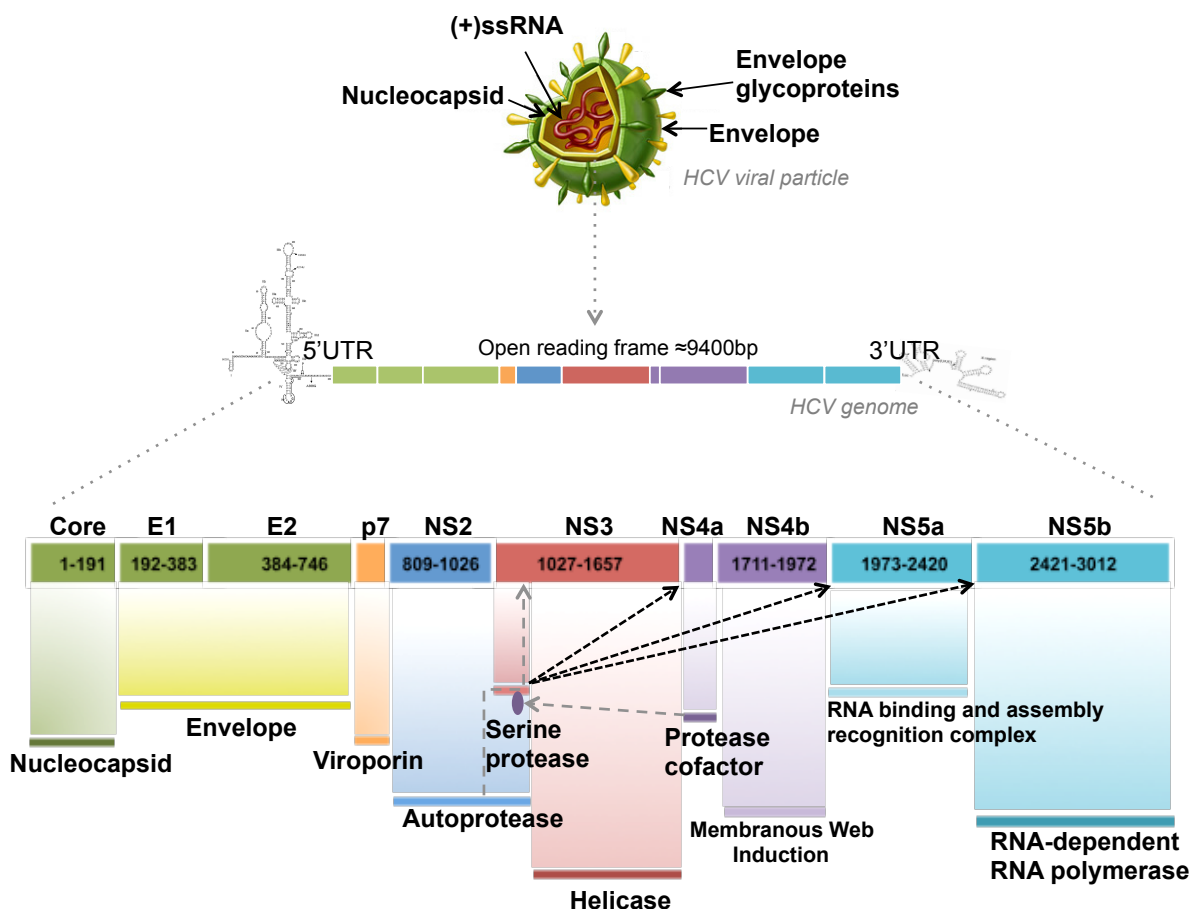 (+)ssRNA
Nucleocapsid
Envelope
glycoproteins
Envelope
HCV viral particle
5’UTR
Open reading frame ≈9400bp
3’UTR
HCV genome
Core
E1
E2
p7
NS2
NS3
NS4a
NS4b
NS5a
NS5b
1-191
192-383
384-746
809-1026
1027-1657
1711-1972
1973-2420
2421-3012
Nucleocapsid
Envelope
Viroporin
Autoprotease
Serine
protease
Helicase
Protease
cofactor
Membranous Web
Induction
RNA binding and assembly
recognition complex
RNA-dependent
RNA polymerase